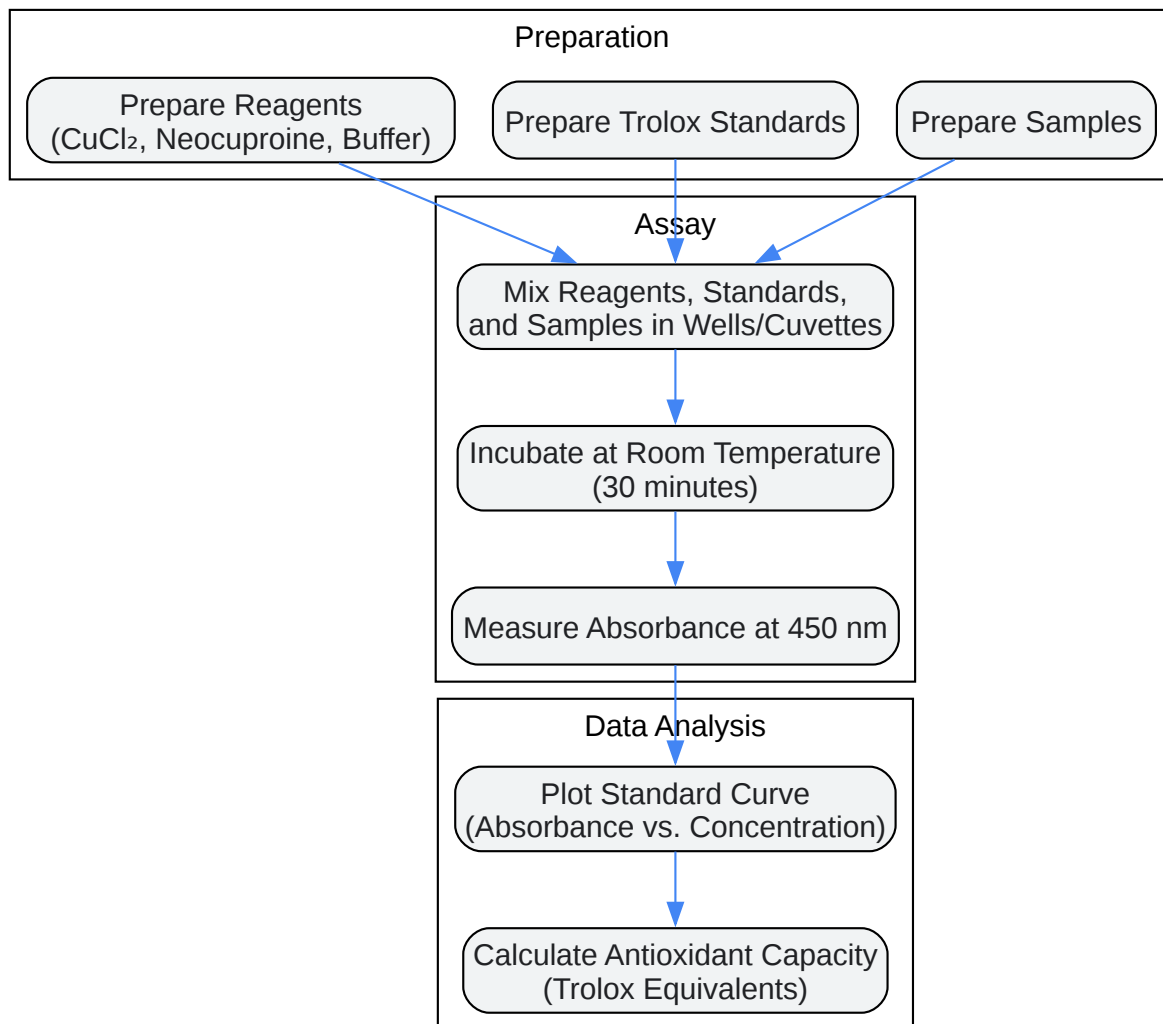 Preparation
Prepare Reagents
(CuCl₂, Neocuproine, Buffer)
Prepare Trolox Standards
Prepare Samples
Assay
Mix Reagents, Standards,
and Samples in Wells/Cuvettes
Incubate at Room Temperature
(30 minutes)
Measure Absorbance at 450 nm
Data Analysis
Plot Standard Curve
(Absorbance vs. Concentration)
Calculate Antioxidant Capacity
(Trolox Equivalents)